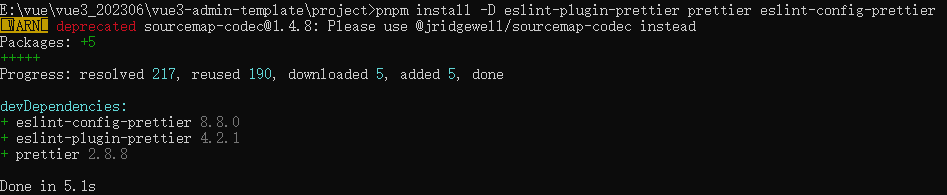 E:\vue\vue3_202306\vue3-admin-template\project>pnpm install -D eslint-plugin-prettier prettier eslint-config-prettier
WARN deprecated sourcemap-codec@1.4.8: Please use @jridgewell/sourcemap-codec instead
Packages: +5
+++++
Progress: resolved 217, reused 190, downloaded 5, added 5, done
devDependencies:
+ eslint-config-prettier 8.8.0
+ eslint-plugin-prettier 4.2.1
+ prettier 2.8.8
Done in 5.1s